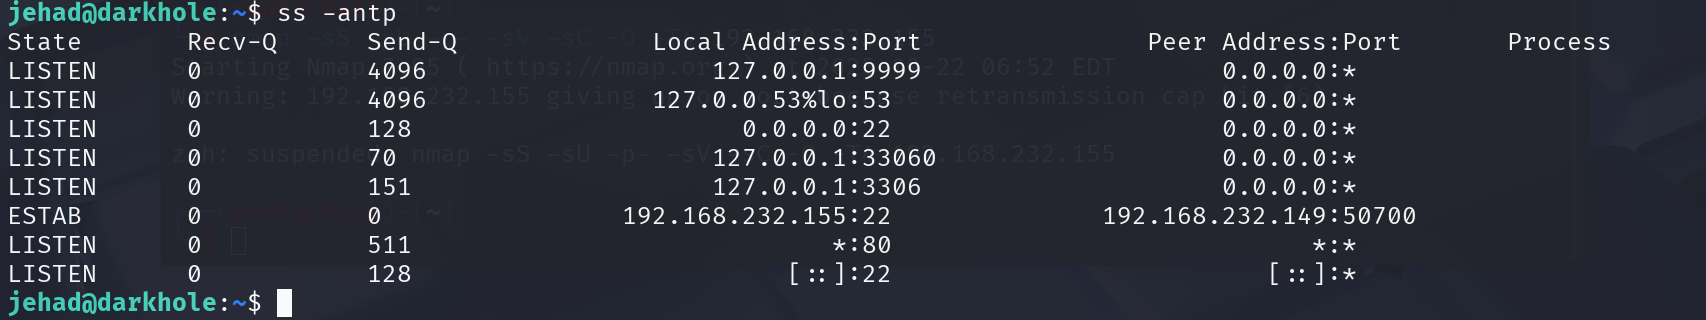 jehad@darkhole:~$ ss -antp
State Recv-Q Send-Q Local Address:Port Peer Address:Port Process
LISTEN 0 4096 127.0.0.1:9999 0.0.0.0:*
LISTEN 0 4096 127.0.0.53%lo:53 0.0.0.0:*
LISTEN 0 128 0.0.0.0:22 0.0.0.0:*
LISTEN 0 70 127.0.0.1:33060 0.0.0.0:*
LISTEN 0 151 127.0.0.1:3306 0.0.0.0:*
ESTAB 0 0 192.168.232.155:22 192.168.232.149:50700
LISTEN 0 511 *:80 *:*
LISTEN 0 128 [::]:22 [::]:*
jehad@darkhole:~$